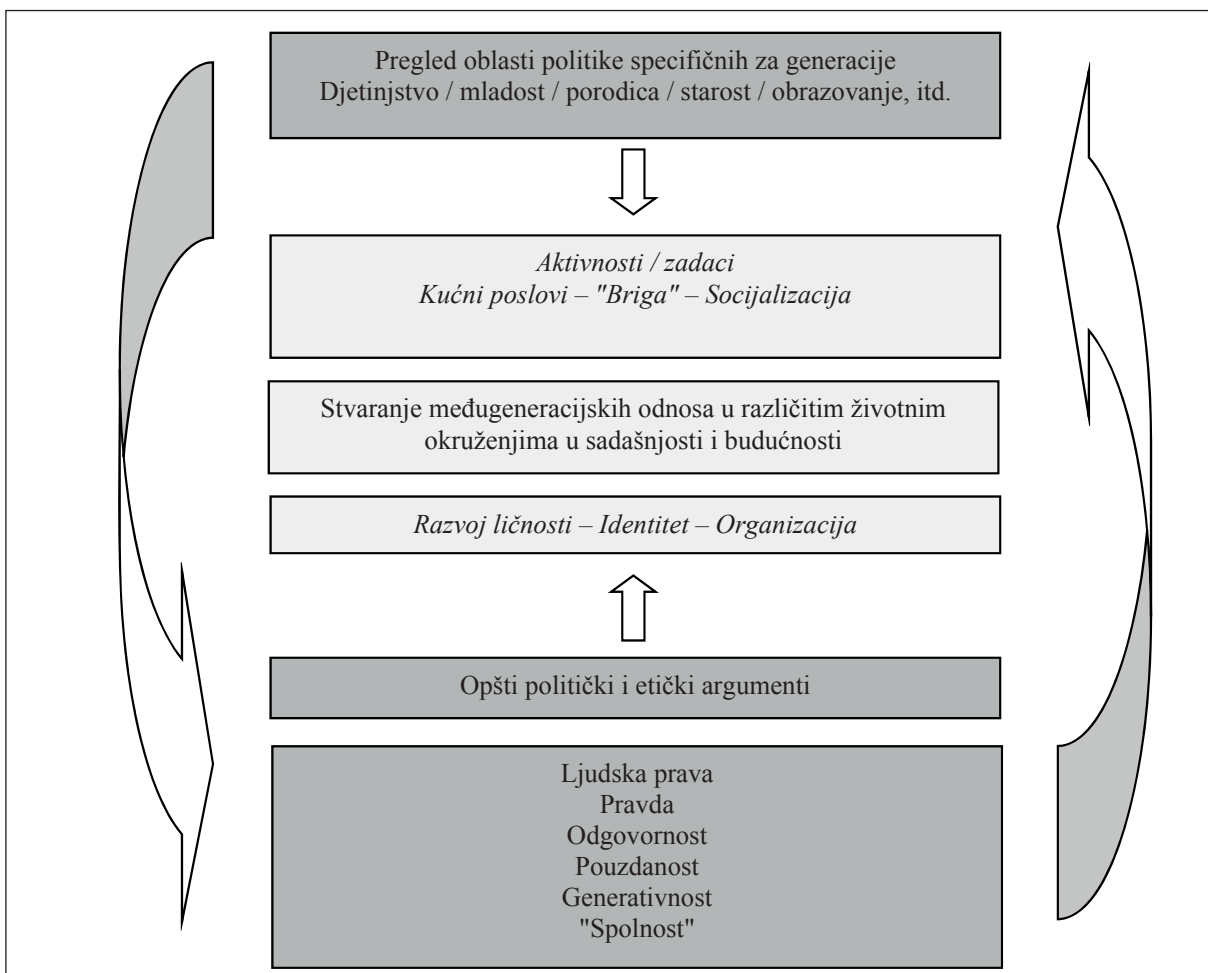 Pregled oblasti politike specifičnih za generacije
Djetinjstvo / mladost / porodica / starost / obrazovanje, itd.
Aktivnosti / zadaci
Kućni poslovi – "Briga" – Socijalizacija
Stvaranje međugeneracijskih odnosa u različitim životnim
okruženjima u sadašnjosti i budućnosti
Razvoj ličnosti – Identitet – Organizacija
Opšti politički i etički argumenti
Ljudska prava
Pravda
Odgovornost
Pouzdanost
Generativnost
"Spolnost"